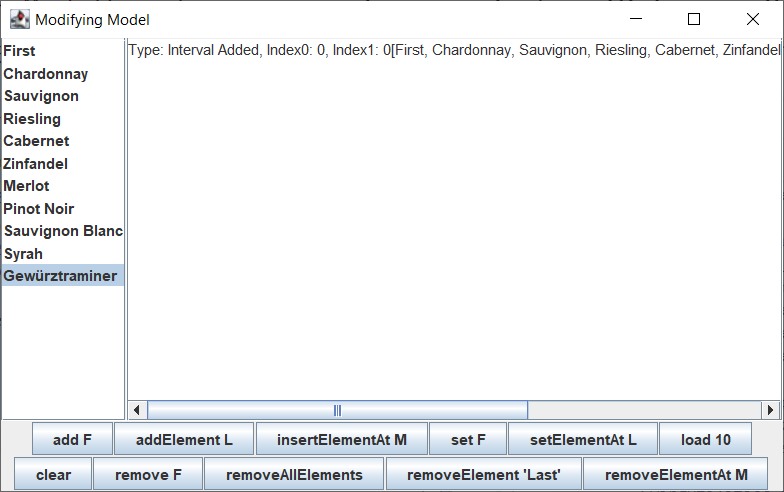 Modifying Model
First
Chardonnay
Sauvignon
Riesling
Cabernet
Zinfandel
Merlot
Pinot Noir
Sauvignon Blanc
Syrah
Gewürztraminer
Type: Interval Added, Index0: 0, Index1: 0[First, Chardonnay, Sauvignon, Riesling, Cabernet, Zinfandel
add F addElement L insertElementAt M set F setElementAt L load 10
clear remove F removeAllElements removeElement 'Last' removeElementAt M